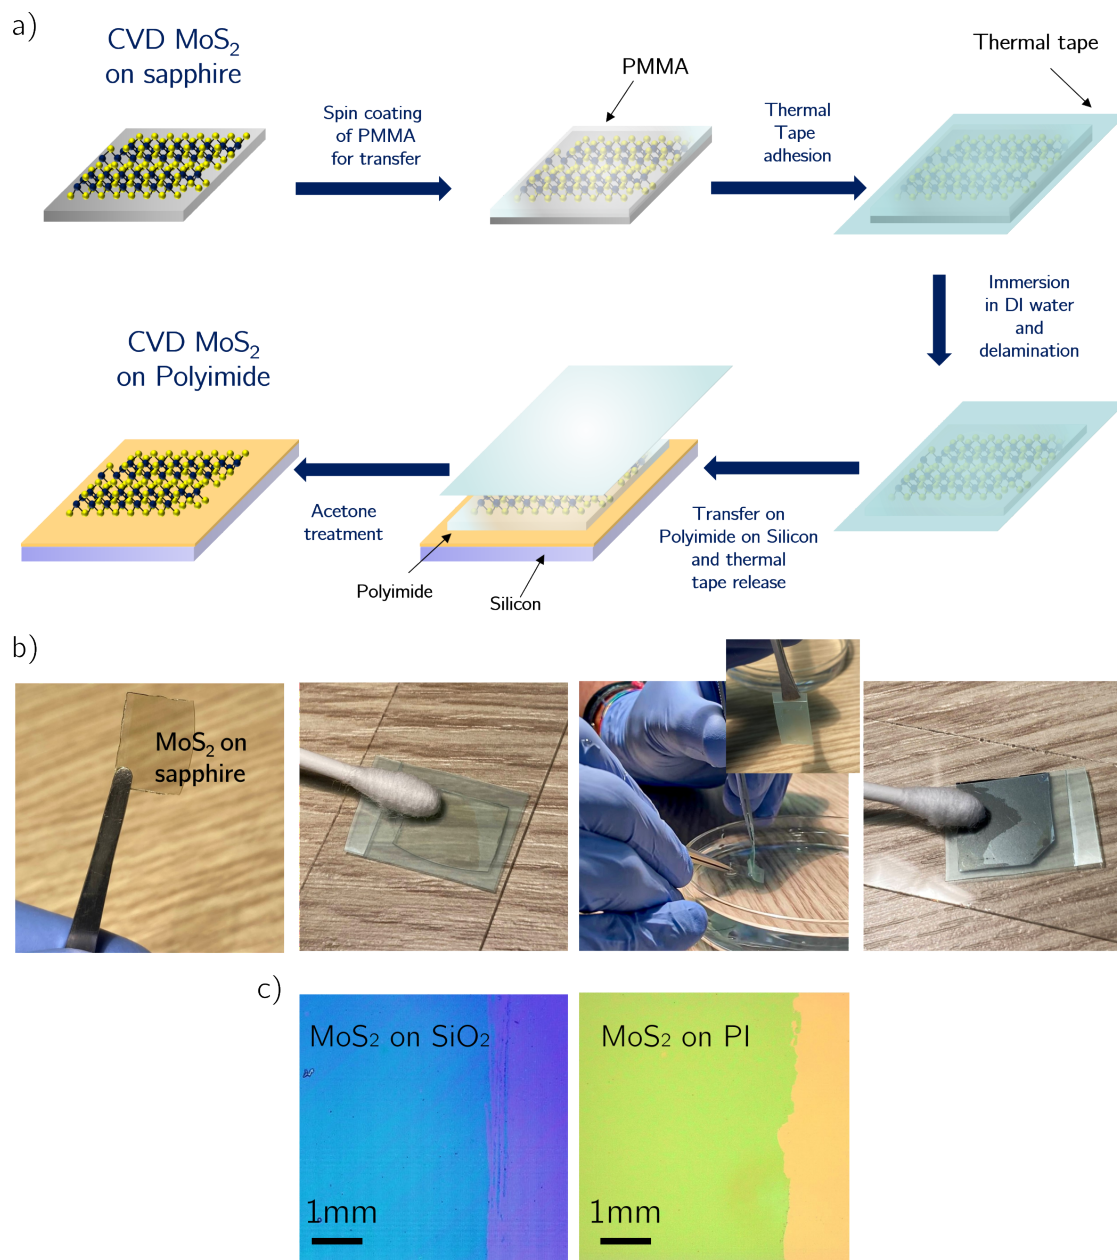 a)
CVD MoS₂
on sapphire
Spin coating
of PMMA
for transfer
PMMA
Thermal
Tape
adhesion
Thermal tape
Immersion
in DI water
and
delamination
CVD MoS₂
on Polyimide
Acetone
treatment
Polyimide
Silicon
Transfer on
Polyimide on Silicon
and thermal
tape release
b)
MoS₂ on
sapphire
c)
MoS₂ on SiO₂
1mm
MoS₂ on PI
1mm